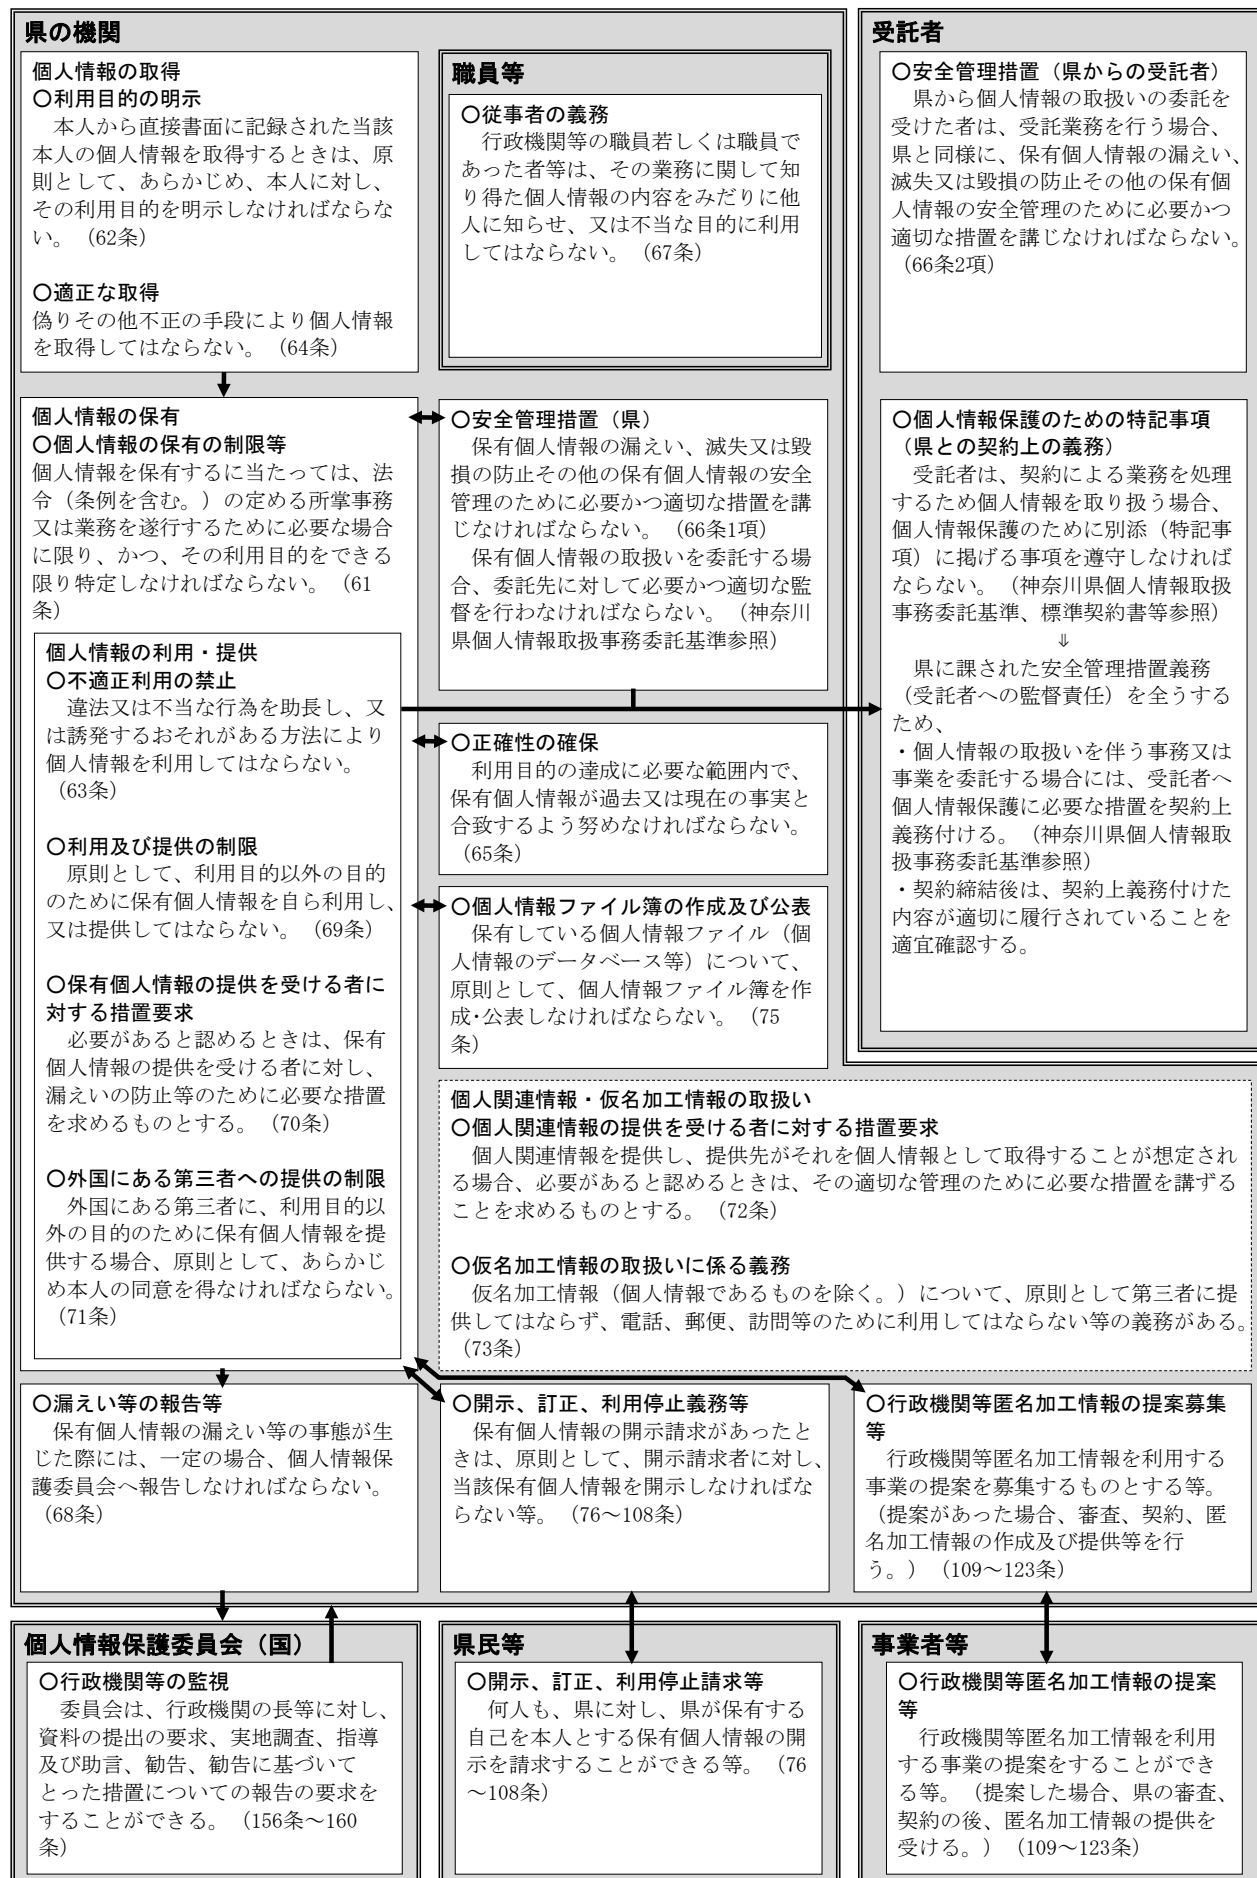 県の機関
個人情報の取得
○利用目的の明示
本人から直接書面に記録された当該
本人の個人情報を取得するときは、原
則として、あらかじめ、本人に対し、
その利用目的を明示しなければならな
い。（62条）
○適正な取得
偽りその他不正の手段により個人情報
を取得してはならない。（64条）
職員等
○従事者の義務
行政機関等の職員若しくは職員で
あった者等は、その業務に関して知
り得た個人情報の内容をみだりに他
人に知らせ、又は不当な目的に利用
してはならない。（67条）
受託者
○安全管理措置（県からの受託者）
県から個人情報の取扱いの委託を
受けた者は、受託業務を行う場合、
県と同様に、保有個人情報の漏えい、
滅失又は毀損の防止その他の保有個
人情報の安全管理のために必要かつ
適切な措置を講じなければならない。
（66条2項）
個人情報の保有
○個人情報の保有の制限等
個人情報を保有するに当たっては、法
令（条例を含む。）の定める所掌事務
又は業務を遂行するために必要な場合
に限り、かつ、その利用目的をできる
限り特定しなければならない。（61
条）
個人情報の利用・提供
○不適正利用の禁止
違法又は不当な行為を助長し、又
は誘発するおそれがある方法により
個人情報を利用してはならない。
（63条）
○利用及び提供の制限
原則として、利用目的以外の目的
のために保有個人情報を自ら利用し、
又は提供してはならない。（69条）
○保有個人情報の提供を受ける者に
対する措置要求
必要があると認めるときは、保有
個人情報の提供を受ける者に対し、
漏えいの防止等のために必要な措置
を求めるものとする。（70条）
○外国にある第三者への提供の制限
外国にある第三者に、利用目的以
外の目的のために保有個人情報を提
供する場合、原則として、あらかじ
め本人の同意を得なければならない。
（71条）
○安全管理措置（県）
保有個人情報の漏えい、滅失又は毀
損の防止その他の保有個人情報の安全
管理のために必要かつ適切な措置を講
じなければならない。（66条1項）
保有個人情報の取扱いを委託する場
合、委託先に対して必要かつ適切な監
督を行わなければならない。（神奈川
県個人情報取扱事務委託基準参照）
○正確性の確保
利用目的の達成に必要な範囲内で、
保有個人情報が過去又は現在の事実と
合致するよう努めなければならない。
（65条）
○個人情報ファイル簿の作成及び公表
保有している個人情報ファイル（個
人情報のデータベース等）について、
原則として、個人情報ファイル簿を作
成･公表しなければならない。（75
条）
○個人情報保護のための特記事項
（県との契約上の義務）
受託者は、契約による業務を処理
するため個人情報を取り扱う場合、
個人情報保護のために別添（特記事
項）に掲げる事項を遵守しなければ
ならない。（神奈川県個人情報取扱
事務委託基準、標準契約書等参照）
⇓
県に課された安全管理措置義務
（受託者への監督責任）を全うする
ため、
・個人情報の取扱いを伴う事務又は
事業を委託する場合には、受託者へ
個人情報保護に必要な措置を契約上
義務付ける。（神奈川県個人情報取
扱事務委託基準参照）
・契約締結後は、契約上義務付けた
内容が適切に履行されていることを
適宜確認する。
個人関連情報・仮名加工情報の取扱い
○個人関連情報の提供を受ける者に対する措置要求
個人関連情報を提供し、提供先がそれを個人情報として取得することが想定され
る場合、必要があると認めるときは、その適切な管理のために必要な措置を講ずる
ことを求めるものとする。（72条）
○仮名加工情報の取扱いに係る義務
仮名加工情報（個人情報であるものを除く。）について、原則として第三者に提
供してはならず、電話、郵便、訪問等のために利用してはならない等の義務がある。
（73条）
○漏えい等の報告等
保有個人情報の漏えい等の事態が生
じた際には、一定の場合、個人情報保
護委員会へ報告しなければならない。
（68条）
○開示、訂正、利用停止義務等
保有個人情報の開示請求があったと
きは、原則として、開示請求者に対し、
当該保有個人情報を開示しなければな
らない等。（76～108条）
○行政機関等匿名加工情報の提案募集
等
行政機関等匿名加工情報を利用する
事業の提案を募集するものとする等。
（提案があった場合、審査、契約、匿
名加工情報の作成及び提供等を行
う。）（109～123条）
個人情報保護委員会（国）
○行政機関等の監視
委員会は、行政機関の長等に対し、
資料の提出の要求、実地調査、指導
及び助言、勧告、勧告に基づいて
とった措置についての報告の要求を
することができる。（156条～160
条）
県民等
○開示、訂正、利用停止請求等
何人も、県に対し、県が保有する
自己を本人とする保有個人情報の開
示を請求することができる等。（76
～108条）
事業者等
○行政機関等匿名加工情報の提案
等
行政機関等匿名加工情報を利用
する事業の提案をすることができ
る等。（提案した場合、県の審査、
契約の後、匿名加工情報の提供を
受ける。）（109～123条）